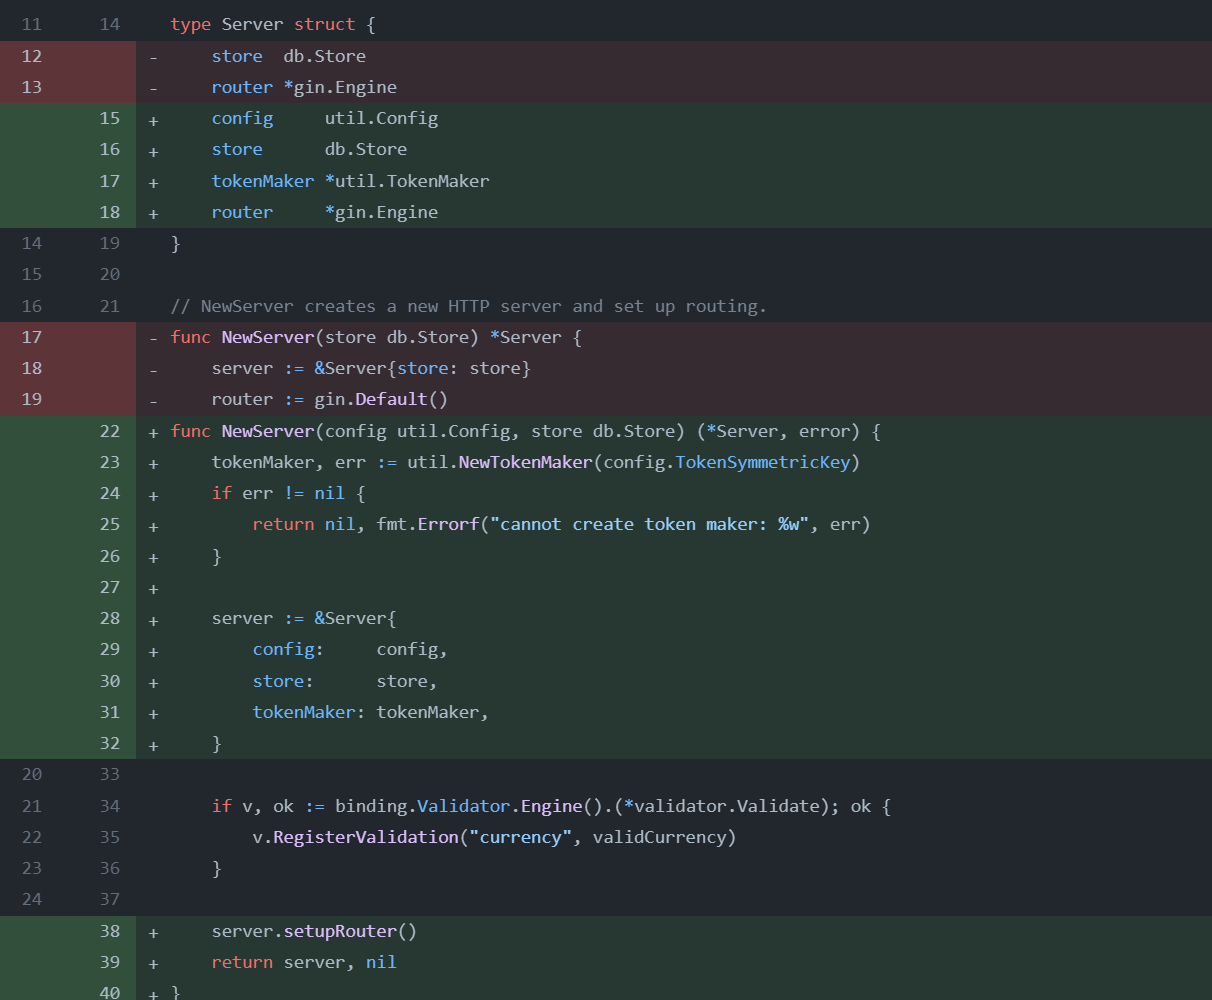 11 14 type Server struct {
12 - store  db.Store
13 - router *gin.Engine
15 + config     util.Config
16 + store      db.Store
17 + tokenMaker *util.TokenMaker
18 + router     *gin.Engine
14 19 }
15 20
16 21 // NewServer creates a new HTTP server and set up routing.
17 - func NewServer(store db.Store) *Server {
18 - server := &Server{store: store}
19 - router := gin.Default()
22 + func NewServer(config util.Config, store db.Store) (*Server, error) {
23 + tokenMaker, err := util.NewTokenMaker(config.TokenSymmetricKey)
24 + if err != nil {
25 + return nil, fmt.Errorf("cannot create token maker: %w", err)
26 + }
27 +
28 + server := &Server{
29 + config:     config,
30 + store:      store,
31 + tokenMaker: tokenMaker,
32 + }
20 33
21 34 if v, ok := binding.Validator.Engine().(*validator.Validate); ok {
22 35 v.RegisterValidation("currency", validCurrency)
23 36 }
24 37
38 + server.setupRouter()
39 + return server, nil
40 + }